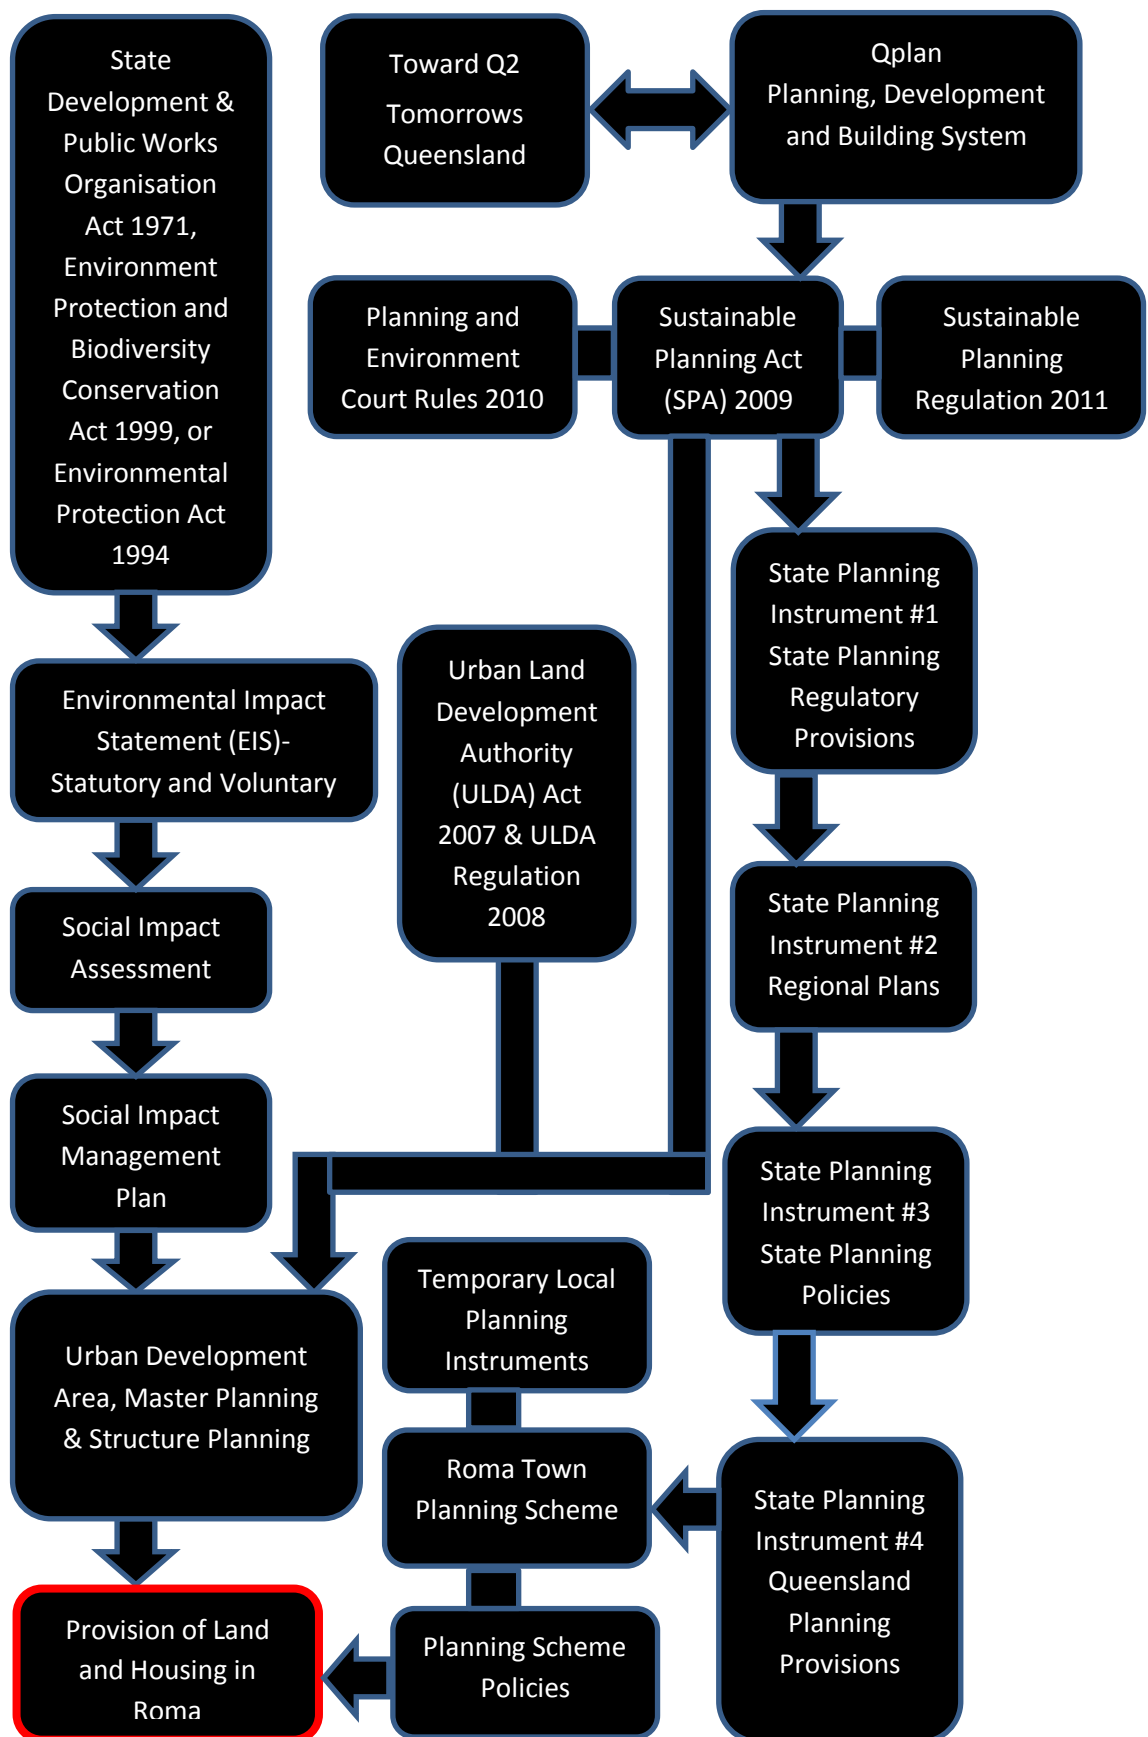 State
Development &
Public Works
Organisation
Act 1971,
Environment
Protection and
Biodiversity
Conservation
Act 1999, or
Environmental
Protection Act
1994
Toward Q2
Tomorrows
Queensland
Qplan
Planning, Development
and Building System
Planning and
Environment
Court Rules 2010
Sustainable
Planning Act
(SPA) 2009
Sustainable
Planning
Regulation 2011
State Planning
Instrument #1
State Planning
Regulatory
Provisions
Environmental Impact
Statement (EIS)-
Statutory and Voluntary
Urban Land
Development
Authority
(ULDA) Act
2007 & ULDA
Regulation
2008
Social Impact
Assessment
State Planning
Instrument #2
Regional Plans
Social Impact
Management
Plan
State Planning
Instrument #3
State Planning
Policies
Urban Development
Area, Master Planning
& Structure Planning
Temporary Local
Planning
Instruments
Roma Town
Planning Scheme
State Planning
Instrument #4
Queensland
Planning
Provisions
Provision of Land
and Housing in
Roma
Planning Scheme
Policies